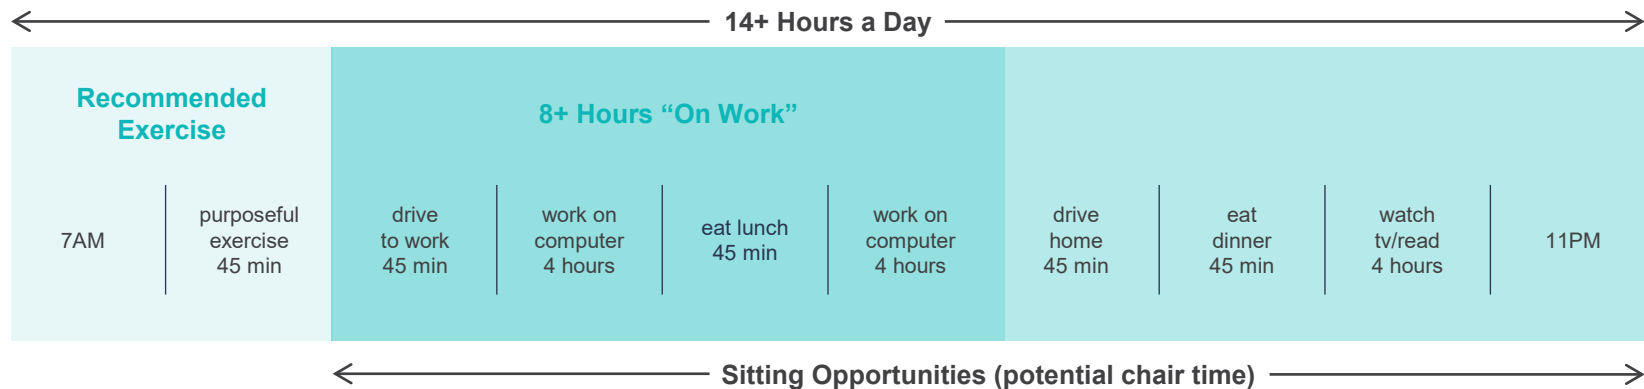 14+ Hours a Day
Recommended
Exercise
8+ Hours “On Work”
7AM
purposeful
exercise
45 min
drive
to work
45 min
work on
computer
4 hours
eat lunch
45 min
work on
computer
4 hours
drive
home
45 min
eat
dinner
45 min
watch
tv/read
4 hours
11PM
Sitting Opportunities (potential chair time)